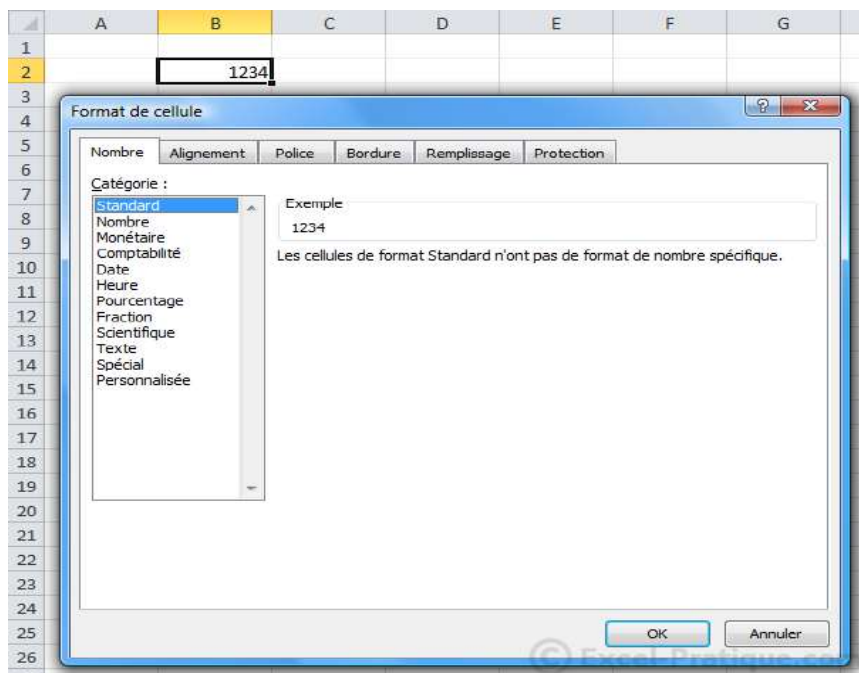 A B C D E F G
1
2 1234
3
4
5
6
7
8
9
10
11
12
13
14
15
16
17
18
19
20
21
22
23
24
25
26
Format de cellule
Nombre Alignement Police Bordure Remplissage Protection
Catégorie :
Standard
Nombre
Monétaire
Comptabilité
Date
Heure
Pourcentage
Fraction
Scientifique
Texte
Spécial
Personnalisée
Exemple
1234
Les cellules de format Standard n'ont pas de format de nombre spécifique.
OK Annuler
© Excel-Pratique.com